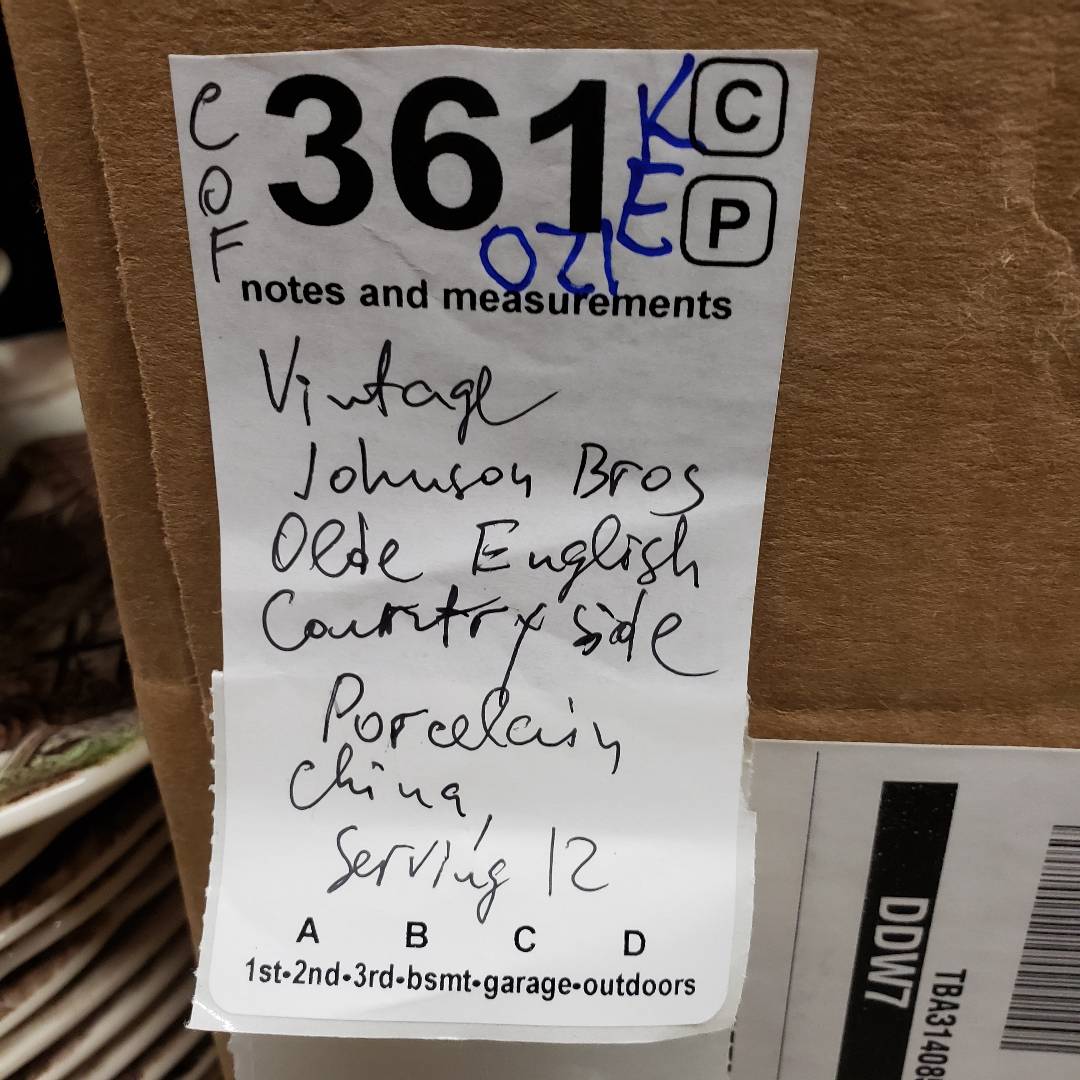 C O F
361
K E
C
P
120
notes and measurements
Vintage
Johnson Bros
Olde English
Country side
Porcelain
china,
Serving 12
A B C D
1st•2nd•3rd•bsmt•garage•outdoors
DDW7
TBA31408